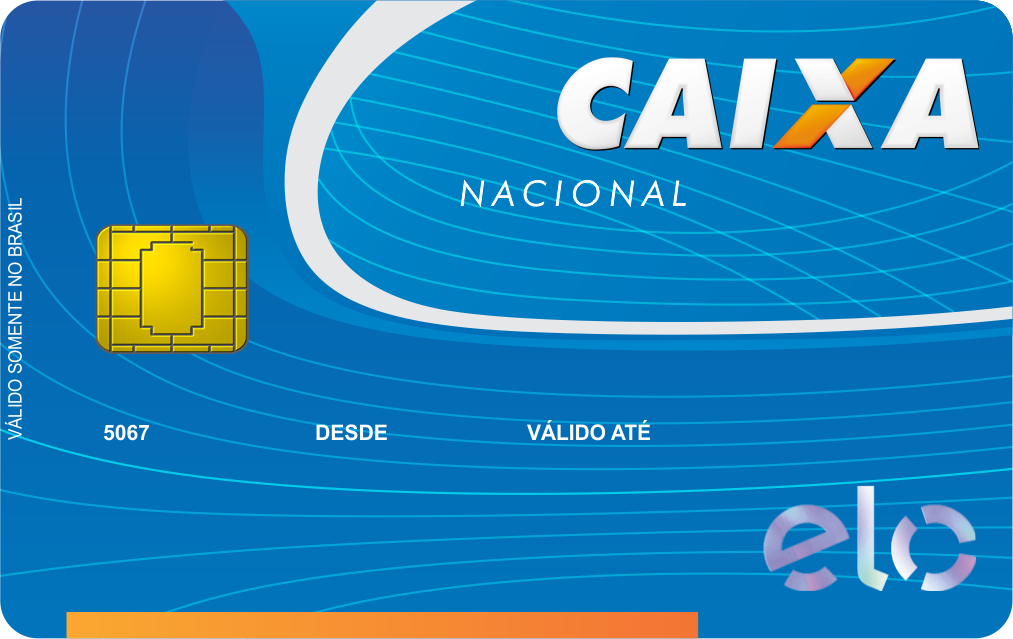 CAIXA
NACIONAL
VÁLIDO SOMENTE NO BRASIL
5067 DESDE VÁLIDO ATÉ
elo